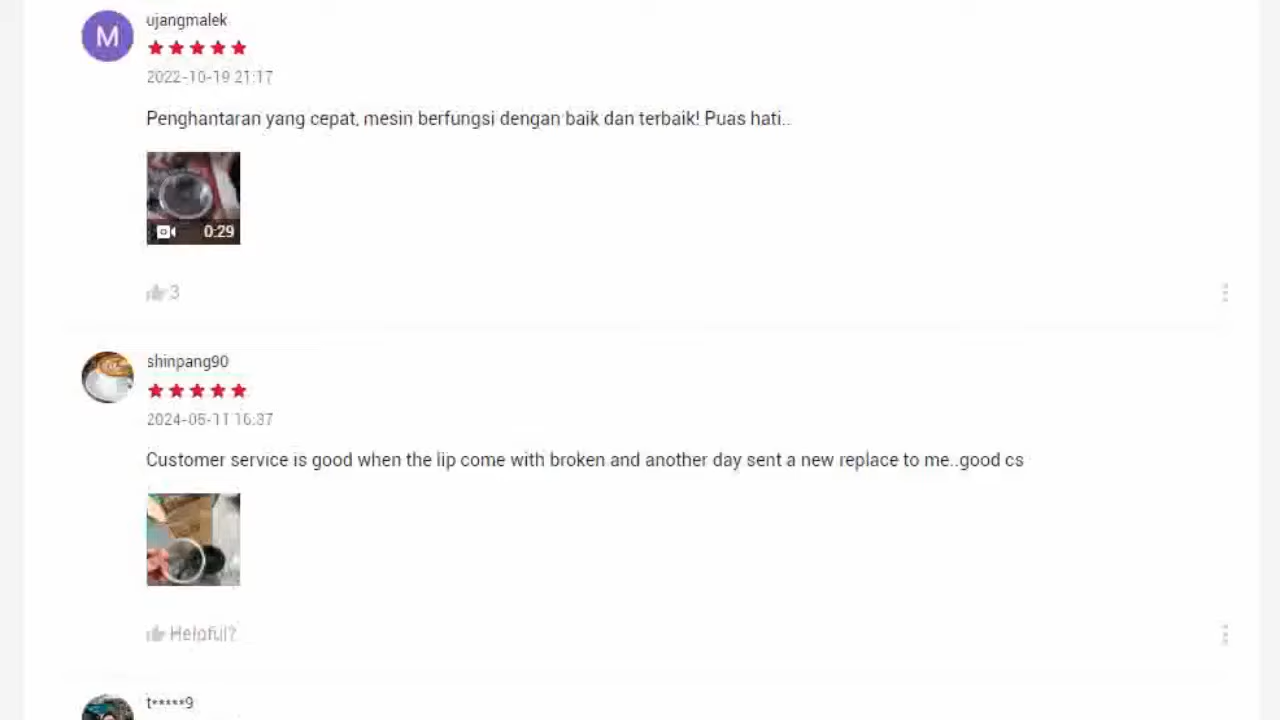 M
ujangmalek
2022-10-19 21:17
Penghantaran yang cepat, mesin berfungsi dengan baik dan terbaik! Puas hati..
0:29
3
shinpang90
2024-05-11 16:37
Customer service is good when the lip come with broken and another day sent a new replace to me..good cs
Helpful?
t*****9